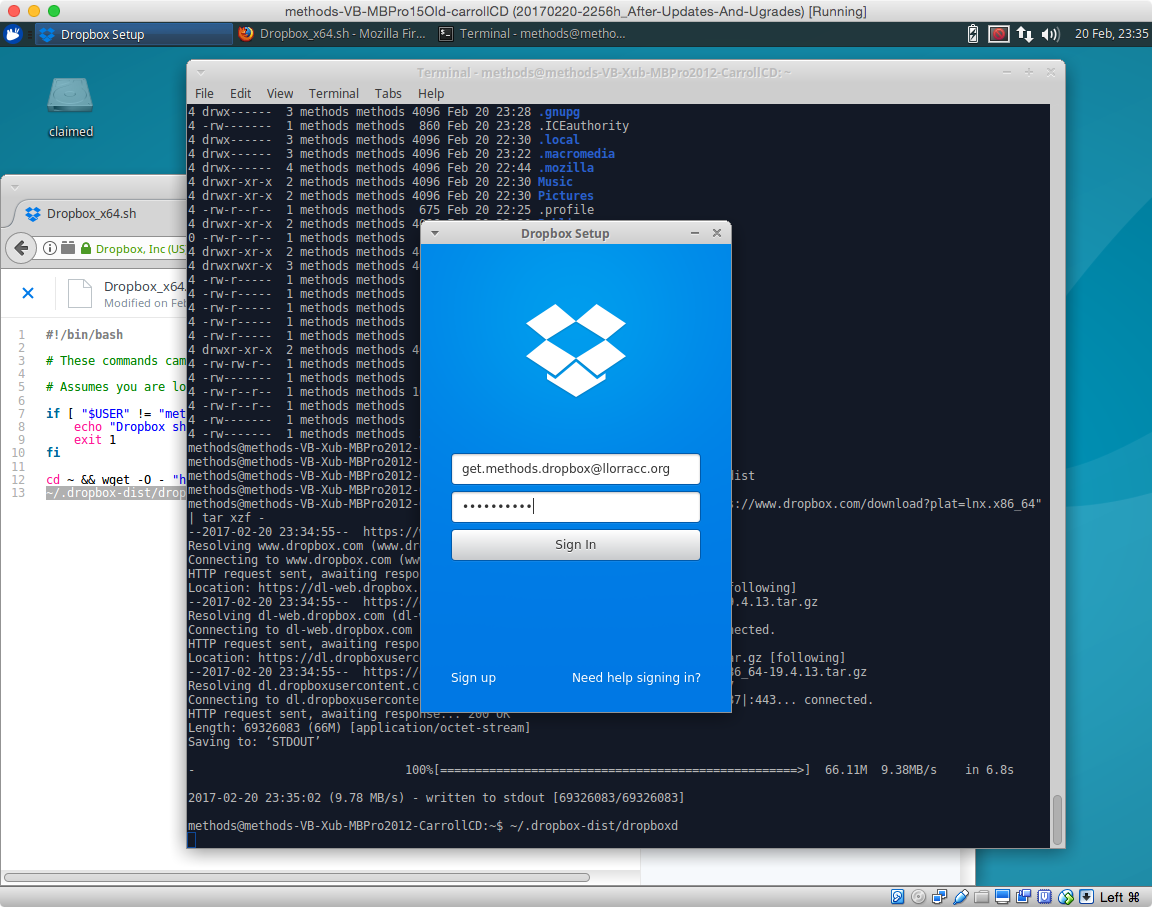 methods-VB-MBPro15Old-carrollCD (20170220-2256h_After-Updates-And-Ugrades) [Running]
Dropbox Setup
Dropbox_x64.sh - Mozilla Fir...
Terminal - methods@metho...
20 Feb, 23:35
claimed
Terminal - methods@methods-VB-Xub-MBPro2012-CarrollCD:~
File Edit View Terminal Tabs Help
4 drwx------ 3 methods methods 4096 Feb 20 23:28 .gnupg
4 -rw------- 1 methods methods 860 Feb 20 23:28 .ICEauthority
4 drwx------ 3 methods methods 4096 Feb 20 22:30 .local
4 drwx------ 3 methods methods 4096 Feb 20 23:22 .macromedia
4 drwx------ 4 methods methods 4096 Feb 20 22:44 .mozilla
4 drwxr-xr-x 2 methods methods 4096 Feb 20 22:30 Music
4 drwxr-xr-x 2 methods methods 4096 Feb 20 22:30 Pictures
4 -rw-r--r-- 1 methods methods 675 Feb 20 22:25 .profile
4 drwxr-xr-x 2 methods methods 4
0 -rw-r--r-- 1 methods methods
4 drwxr-xr-x 2 methods methods 4
4 drwxrwxr-x 3 methods methods 4
4 -rw-r----- 1 methods methods
4 -rw-r----- 1 methods methods
4 -rw-r----- 1 methods methods
4 -rw-r----- 1 methods methods
4 -rw-r----- 1 methods methods
4 drwxr-xr-x 2 methods methods 4
4 -rw-rw-r-- 1 methods methods
4 -rw------- 1 methods methods
4 -rw-r--r-- 1 methods methods 1
4 -rw-r--r-- 1 methods methods
4 -rw------- 1 methods methods
4 -rw------- 1 methods methods
methods@methods-VB-Xub-MBPro2012-
methods@methods-VB-Xub-MBPro2012-
methods@methods-VB-Xub-MBPro2012- ist
methods@methods-VB-Xub-MBPro2012-
methods@methods-VB-Xub-MBPro2012- s://www.dropbox.com/download?plat=lnx.x86_64"
| tar xzf -
--2017-02-20 23:34:55-- https://
Resolving www.dropbox.com (www.dr
Connecting to www.dropbox.com (ww
HTTP request sent, awaiting respo
Location: https://dl-web.dropbox. following]
--2017-02-20 23:34:55-- https:// 9.4.13.tar.gz
Resolving dl-web.dropbox.com (dl-
Connecting to dl-web.dropbox.com nected.
HTTP request sent, awaiting respo
Location: https://dl.dropboxuserc ar.gz [following]
--2017-02-20 23:34:55-- https:// 86_64-19.4.13.tar.gz
Resolving dl.dropboxusercontent.c
Connecting to dl.dropboxuserconte 37|:443... connected.
HTTP request sent, awaiting response... 200 OK
Length: 69326083 (66M) [application/octet-stream]
Saving to: ‘STDOUT’
- 100%[===================================================>] 66.11M 9.38MB/s in 6.8s
2017-02-20 23:35:02 (9.78 MB/s) - written to stdout [69326083/69326083]
methods@methods-VB-Xub-MBPro2012-CarrollCD:~$ ~/.dropbox-dist/dropboxd
Dropbox_x64.sh
Dropbox, Inc (US
Dropbox_x64.
Modified on Feb
1 #!/bin/bash
2
3 # These commands cam
4
5 # Assumes you are lo
6
7 if [ "$USER" != "met
8 echo "Dropbox sh
9 exit 1
10 fi
11
12 cd ~ && wget -O - "h
13 ~/.dropbox-dist/drop
Dropbox Setup
get.methods.dropbox@llorracc.org
••••••••••
Sign In
Sign up
Need help signing in?
Left ⌘